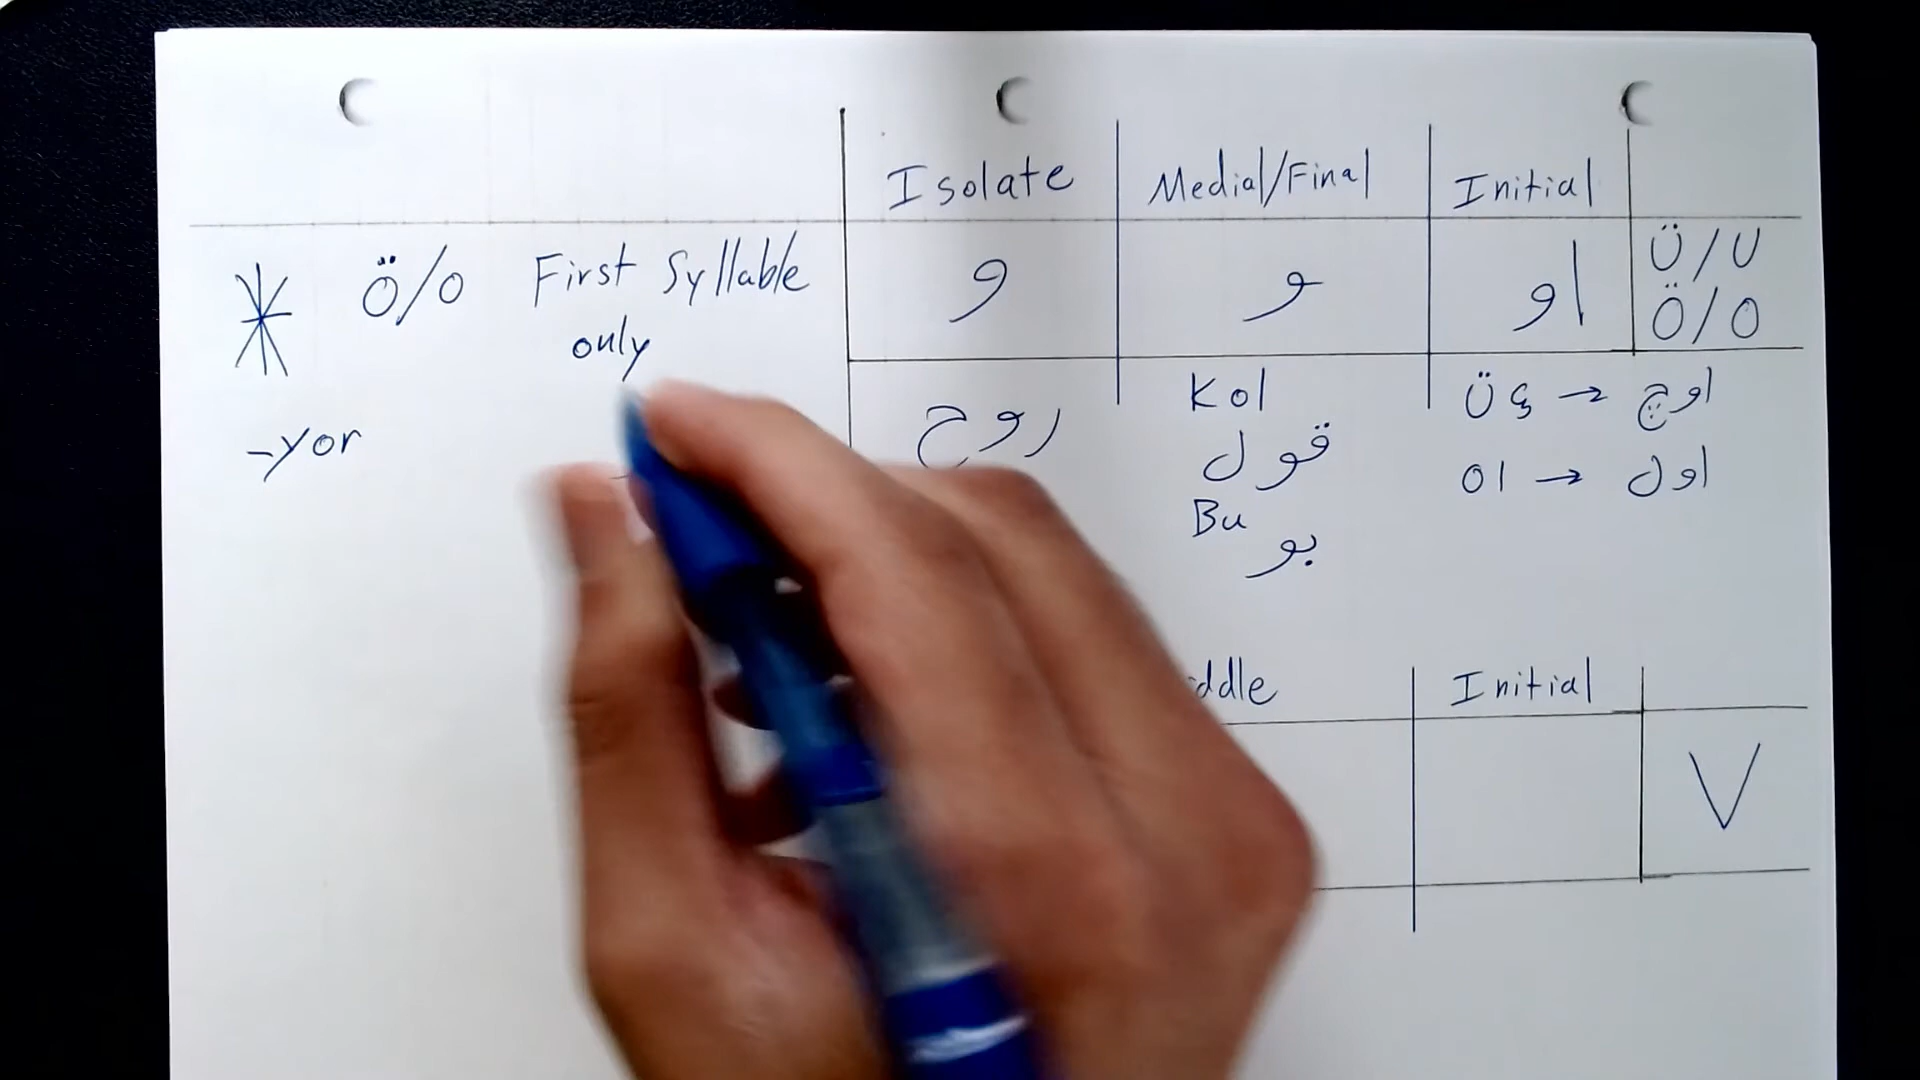 Isolate Medial/Final Initial
* Ö/O First Syllable only
و و او Ü/U Ö/O
-yor
روح
Kol
قول
Bu
بو
Üç → اوچ
Ol → اول
Initial
V